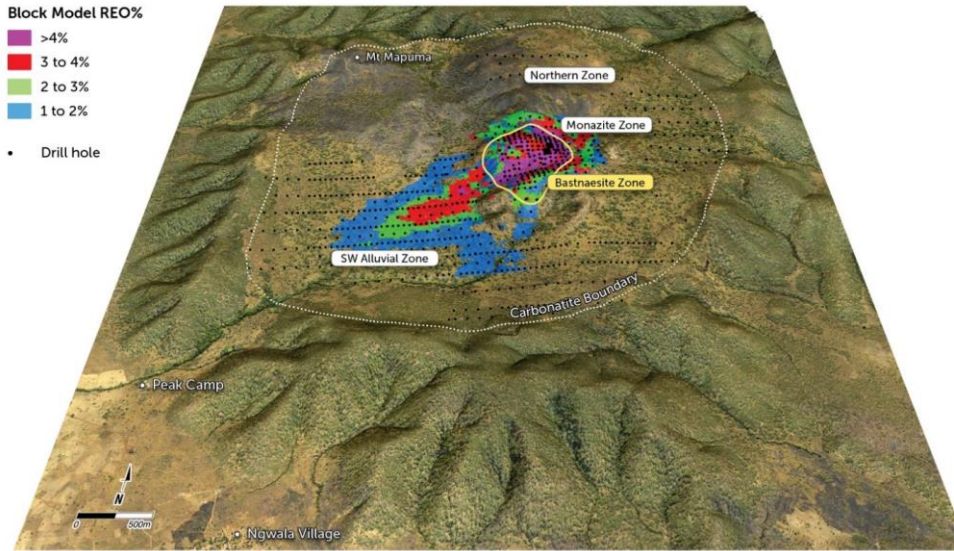 Block Model REO%
>4%
3 to 4%
2 to 3%
1 to 2%
Drill hole
Mt Mapuma
Northern Zone
Monazite Zone
Bastnaesite Zone
SW Alluvial Zone
Carbonatite Boundary
Peak Camp
N
0 500m
Ngwala Village